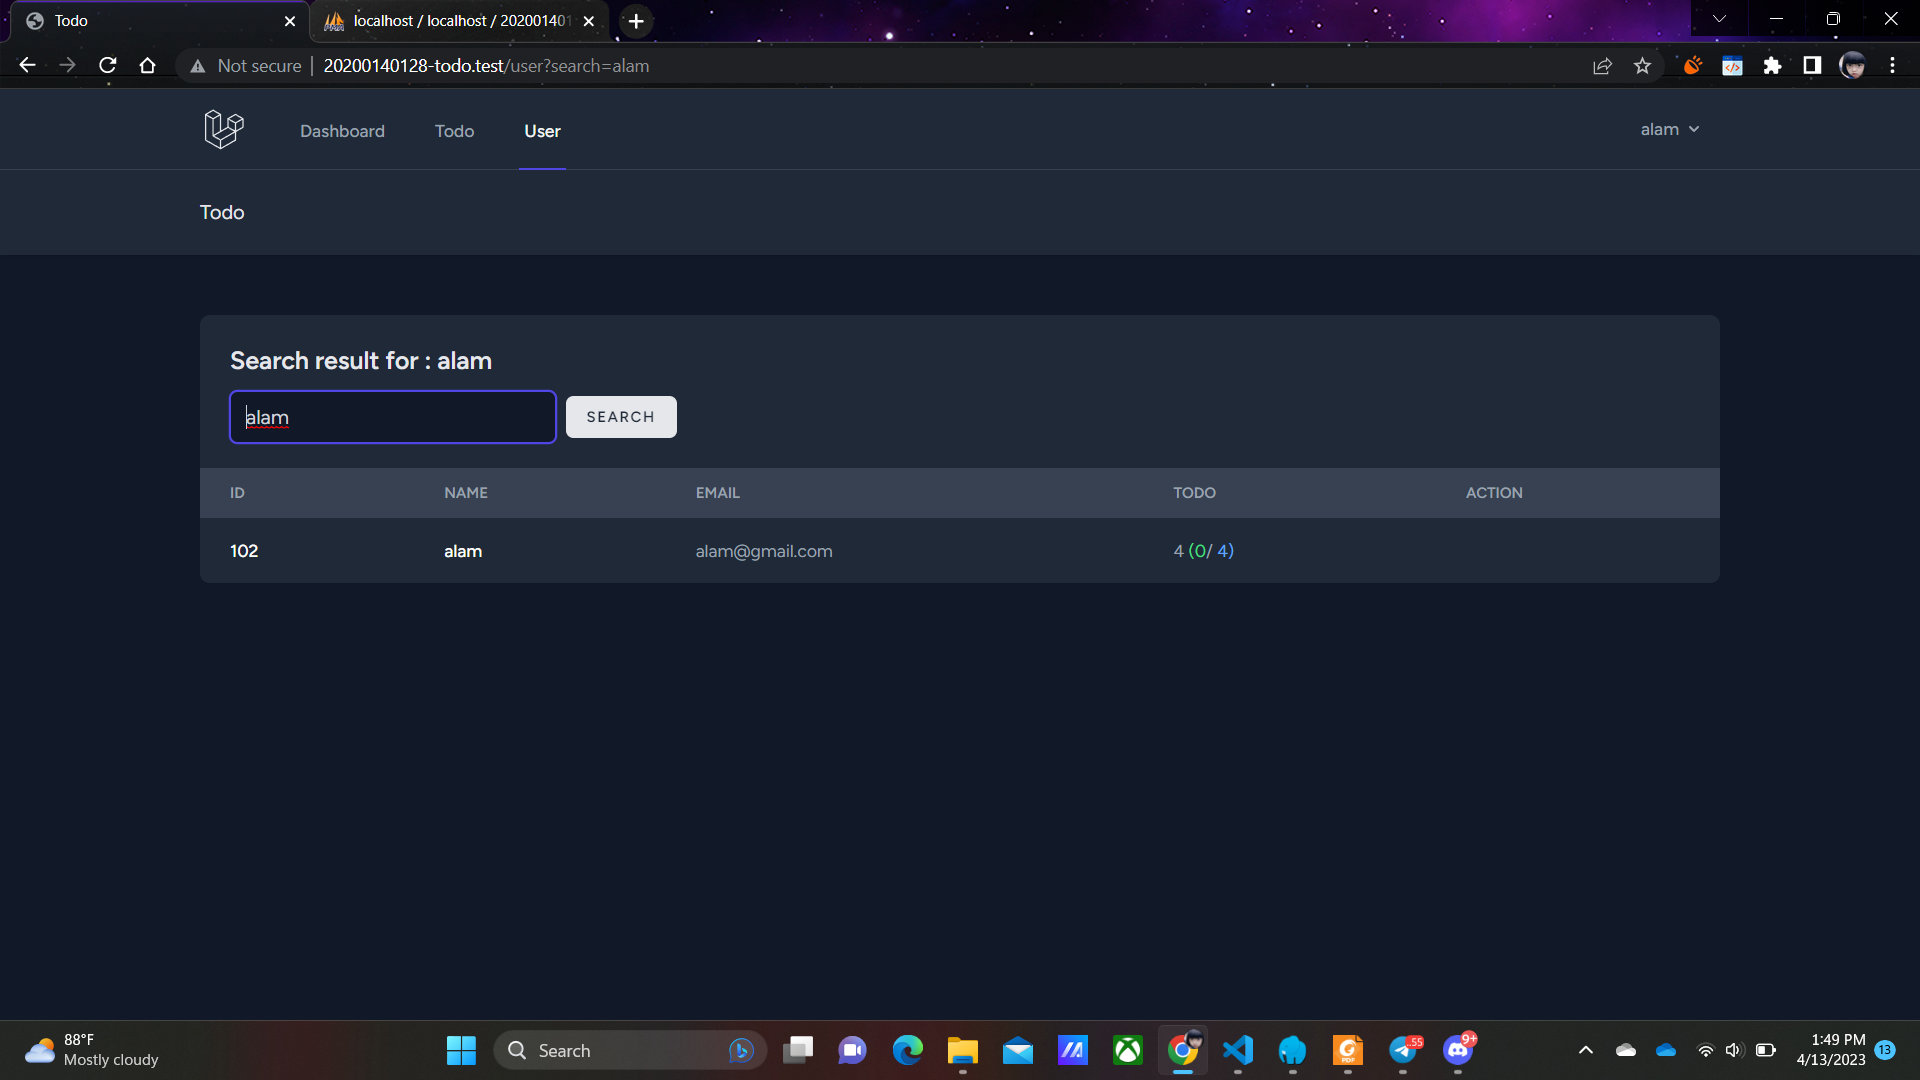 Todo
localhost / localhost / 202001401
Not secure
20200140128-todo.test/user?search=alam
Dashboard
Todo
User
alam
Todo
Search result for : alam
alam
SEARCH
ID NAME EMAIL TODO ACTION
102 alam alam@gmail.com 4 (0/ 4)
88°F
Mostly cloudy
Search
PDF
55
9+
1:49 PM
4/13/2023
13